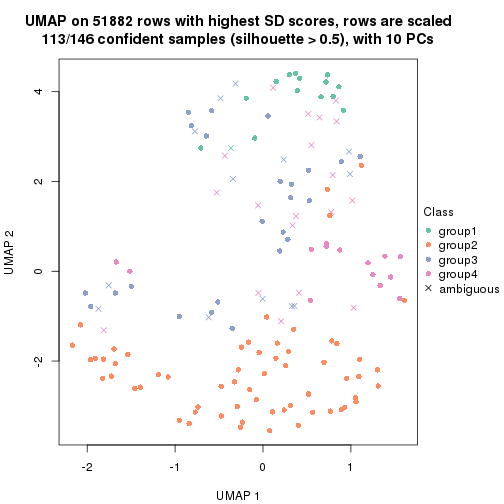 UMAP on 51882 rows with highest SD scores, rows are scaled
113/146 confident samples (silhouette > 0.5), with 10 PCs
4
2
0
-2
UMAP 2
-2
-1
0
1
UMAP 1
Class
group1
group2
group3
group4
ambiguous